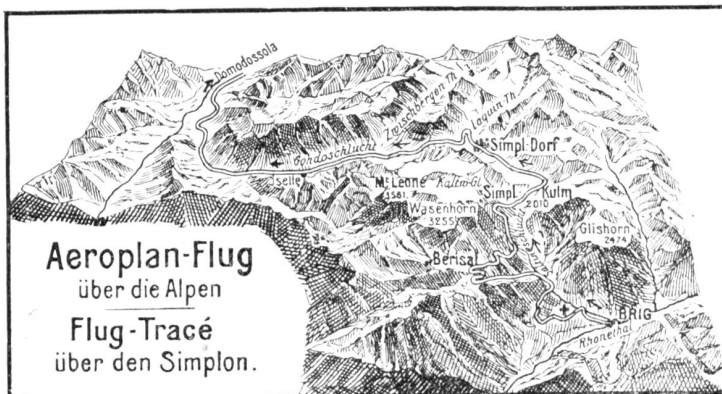 Domodossola
Zwischbergen Th.
Laquin Th.
Gondoschlucht
Simpl-Dorf
Iselle
Mt Leone
3581.
Kaltw-Gl.
Simpl Kulm
2010
Wasenhorn
3255
Glishorn
2474
Berisal
BRIG
Rhonethal
Aeroplan-Flug
über die Alpen
Flug-Tracé
über den Simplon.